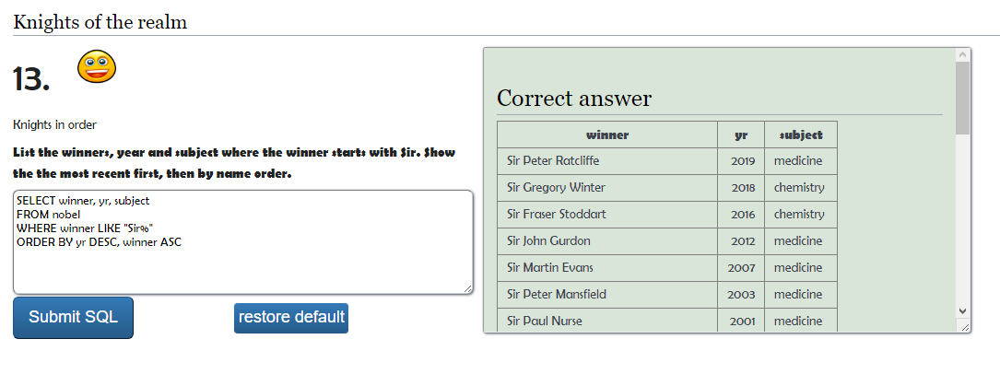 Knights of the realm
13.
Knights in order
List the winners, year and subject where the winner starts with Sir. Show
the the most recent first, then by name order.
SELECT winner, yr, subject
FROM nobel
WHERE winner LIKE "Sir%"
ORDER BY yr DESC, winner ASC
Submit SQL
restore default
Correct answer
winner yr subject
Sir Peter Ratcliffe 2019 medicine
Sir Gregory Winter 2018 chemistry
Sir Fraser Stoddart 2016 chemistry
Sir John Gurdon 2012 medicine
Sir Martin Evans 2007 medicine
Sir Peter Mansfield 2003 medicine
Sir Paul Nurse 2001 medicine